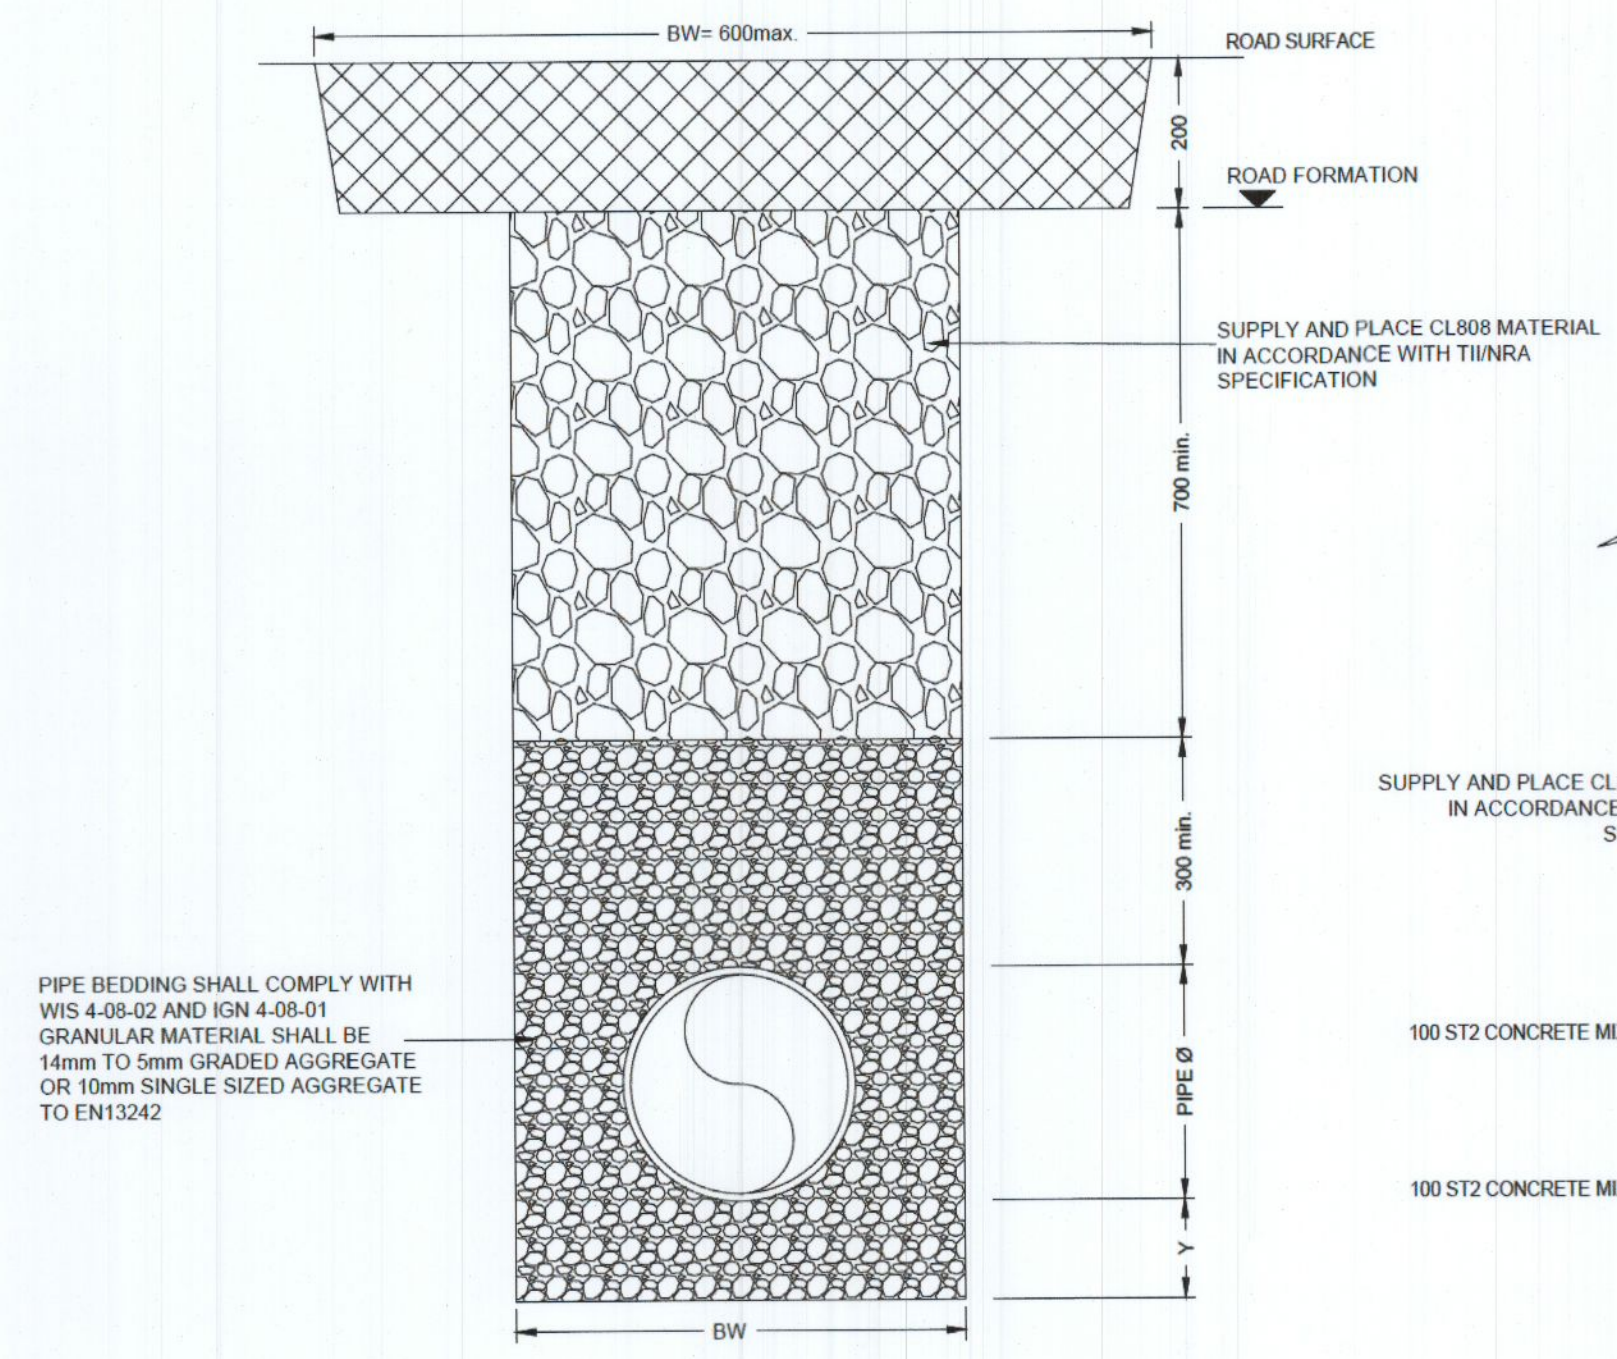 BW= 600max.
ROAD SURFACE
200
ROAD FORMATION
SUPPLY AND PLACE CL808 MATERIAL
IN ACCORDANCE WITH TII/NRA
SPECIFICATION
700 min.
SUPPLY AND PLACE CL
IN ACCORDANCE
S
300 min.
PIPE BEDDING SHALL COMPLY WITH
WIS 4-08-02 AND IGN 4-08-01
GRANULAR MATERIAL SHALL BE
14mm TO 5mm GRADED AGGREGATE
OR 10mm SINGLE SIZED AGGREGATE
TO EN13242
PIPE Ø
100 ST2 CONCRETE MI
100 ST2 CONCRETE MI
Y
BW